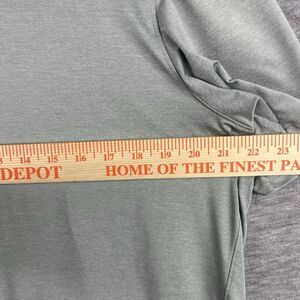 14 15 16 17 18 19 20 21 22 23
DEPOT HOME OF THE FINEST PA